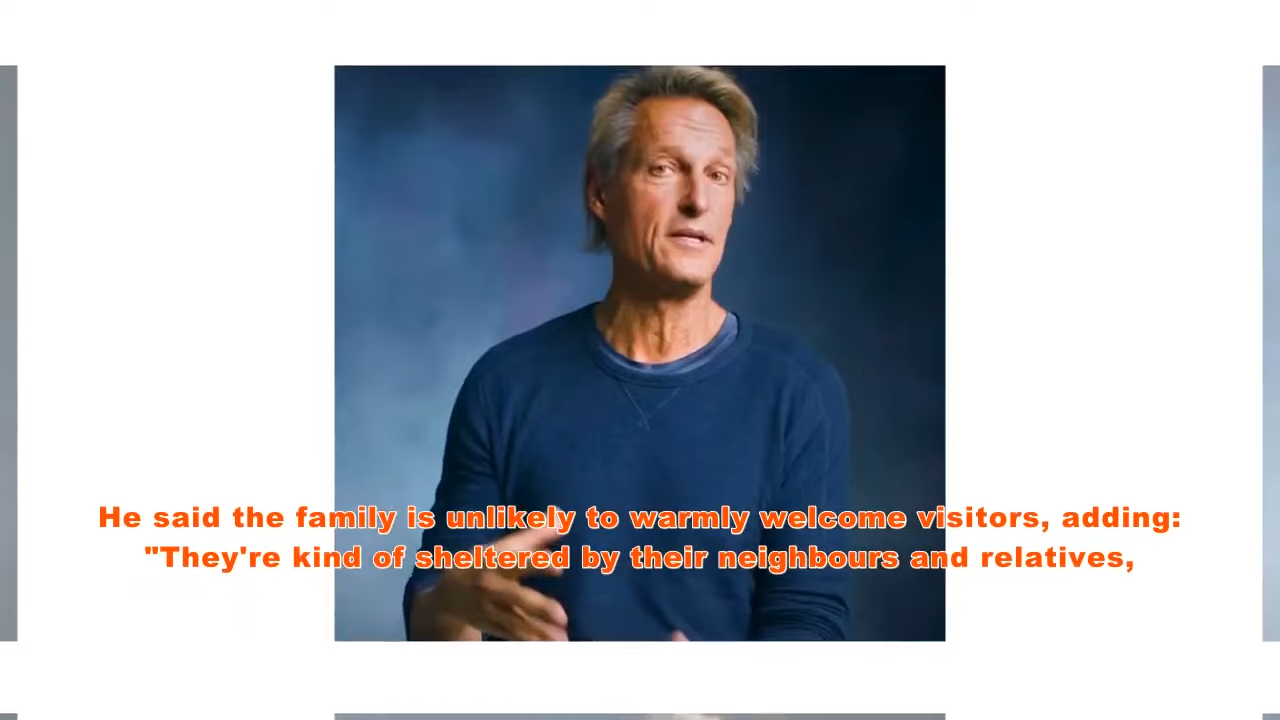 He said the family is unlikely to warmly welcome visitors, adding:
"They're kind of sheltered by their neighbours and relatives,